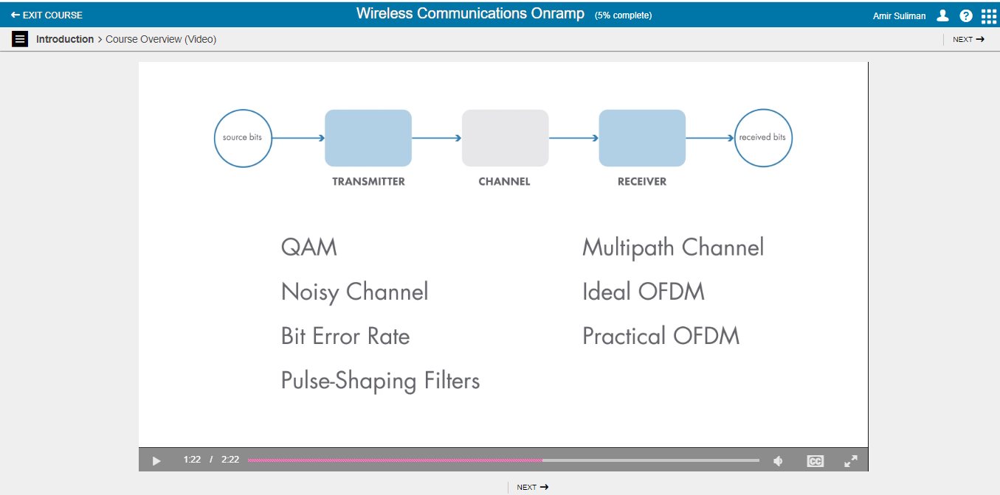 EXIT COURSE
Wireless Communications Onramp (5% complete)
Amir Suliman
?
Introduction > Course Overview (Video)
NEXT
source bits
received bits
TRANSMITTER
CHANNEL
RECEIVER
QAM
Noisy Channel
Bit Error Rate
Pulse-Shaping Filters
Multipath Channel
Ideal OFDM
Practical OFDM
1:22 / 2:22
CC
NEXT